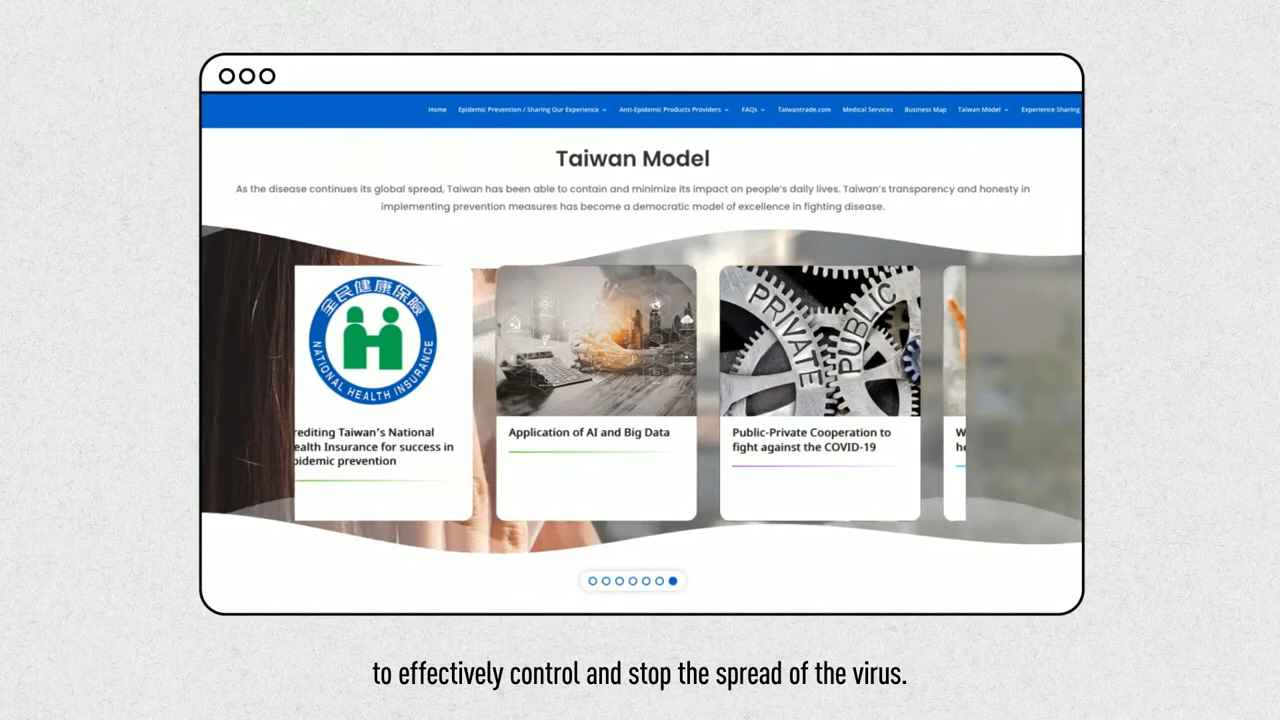 Home Epidemic Prevention / Sharing Our Experience Anti-Epidemic Products Providers FAQs Taiwantrade.com Medical Services Business Map Taiwan Model Experience Sharing
Taiwan Model
As the disease continues its global spread, Taiwan has been able to contain and minimize its impact on people's daily lives. Taiwan's transparency and honesty in
implementing prevention measures has become a democratic model of excellence in fighting disease.
全民健康保險
NATIONAL HEALTH INSURANCE
rediting Taiwan's National
ealth Insurance for success in
pidemic prevention
Application of AI and Big Data
PRIVATE
PUBLIC
Public-Private Cooperation to
fight against the COVID-19
W
he
to effectively control and stop the spread of the virus.